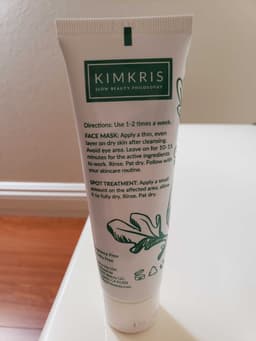 KIMKRIS
SLOW BEAUTY PHILOSOPHY
Directions: Use 1-2 times a week.
FACE MASK: Apply a thin, even
layer on dry skin after cleansing.
Avoid eye area. Leave on for 10-15
minutes for the active ingredients
to work. Rinse. Pat dry. Follow with
your skincare routine.
SPOT TREATMENT: Apply a small
amount on the affected area, allow
it to fully dry. Rinse. Pat dry.
Free
Free